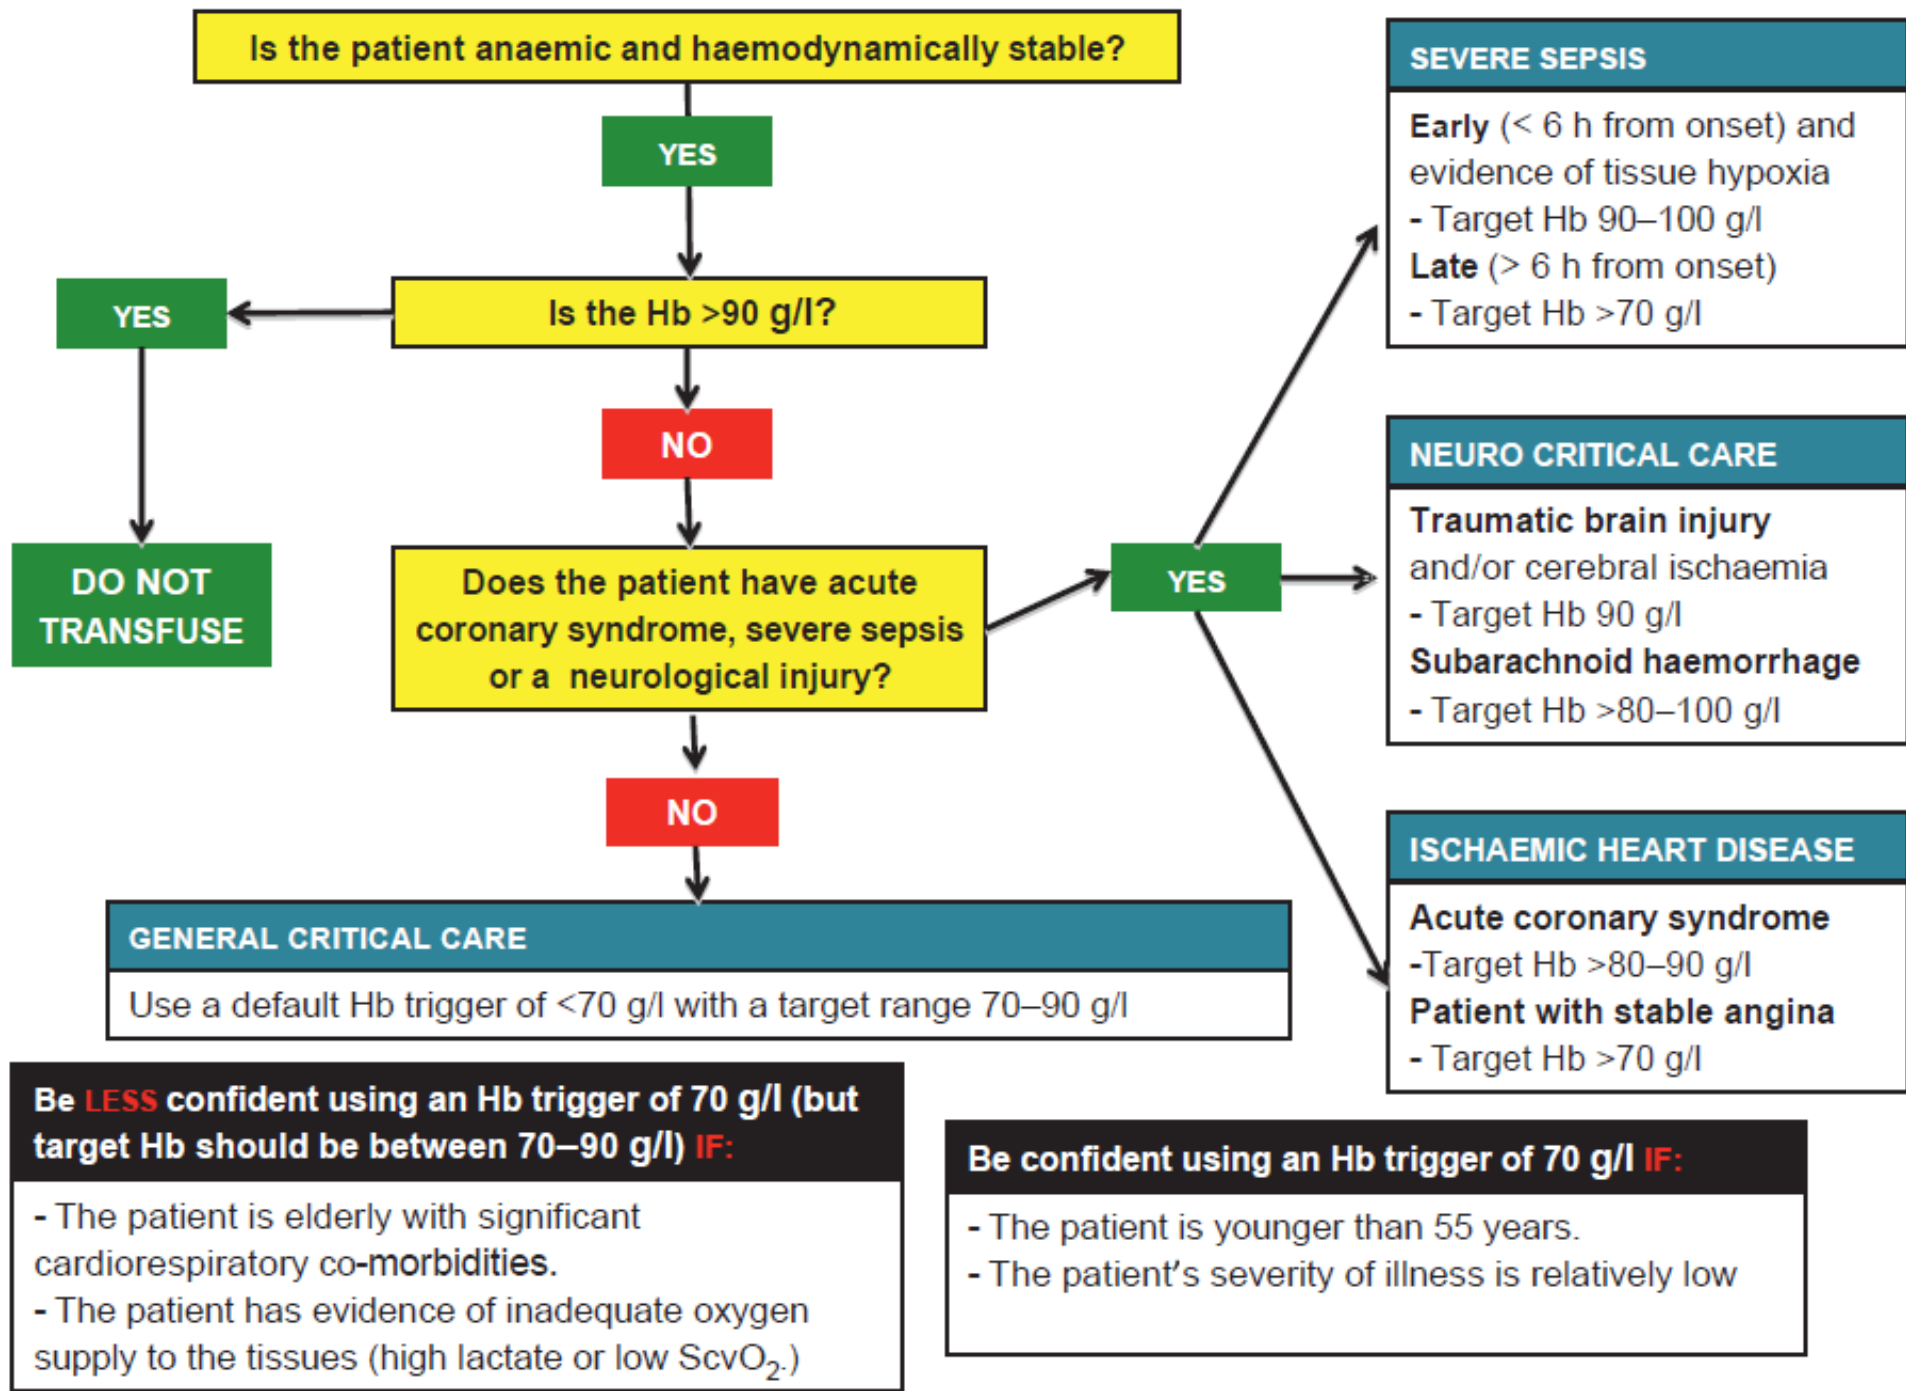 Is the patient anaemic and haemodynamically stable?
YES
Is the Hb >90 g/l?
YES
DO NOT
TRANSFUSE
NO
Does the patient have acute
coronary syndrome, severe sepsis
or a neurological injury?
YES
NO
SEVERE SEPSIS
Early (< 6 h from onset) and
evidence of tissue hypoxia
- Target Hb 90–100 g/l
Late (> 6 h from onset)
- Target Hb >70 g/l
NEURO CRITICAL CARE
Traumatic brain injury
and/or cerebral ischaemia
- Target Hb 90 g/l
Subarachnoid haemorrhage
- Target Hb >80–100 g/l
ISCHAEMIC HEART DISEASE
Acute coronary syndrome
-Target Hb >80–90 g/l
Patient with stable angina
- Target Hb >70 g/l
GENERAL CRITICAL CARE
Use a default Hb trigger of <70 g/l with a target range 70–90 g/l
Be LESS confident using an Hb trigger of 70 g/l (but
target Hb should be between 70–90 g/l) IF:
- The patient is elderly with significant
cardiorespiratory co-morbidities.
- The patient has evidence of inadequate oxygen
supply to the tissues (high lactate or low ScvO₂.)
Be confident using an Hb trigger of 70 g/l IF:
- The patient is younger than 55 years.
- The patient's severity of illness is relatively low